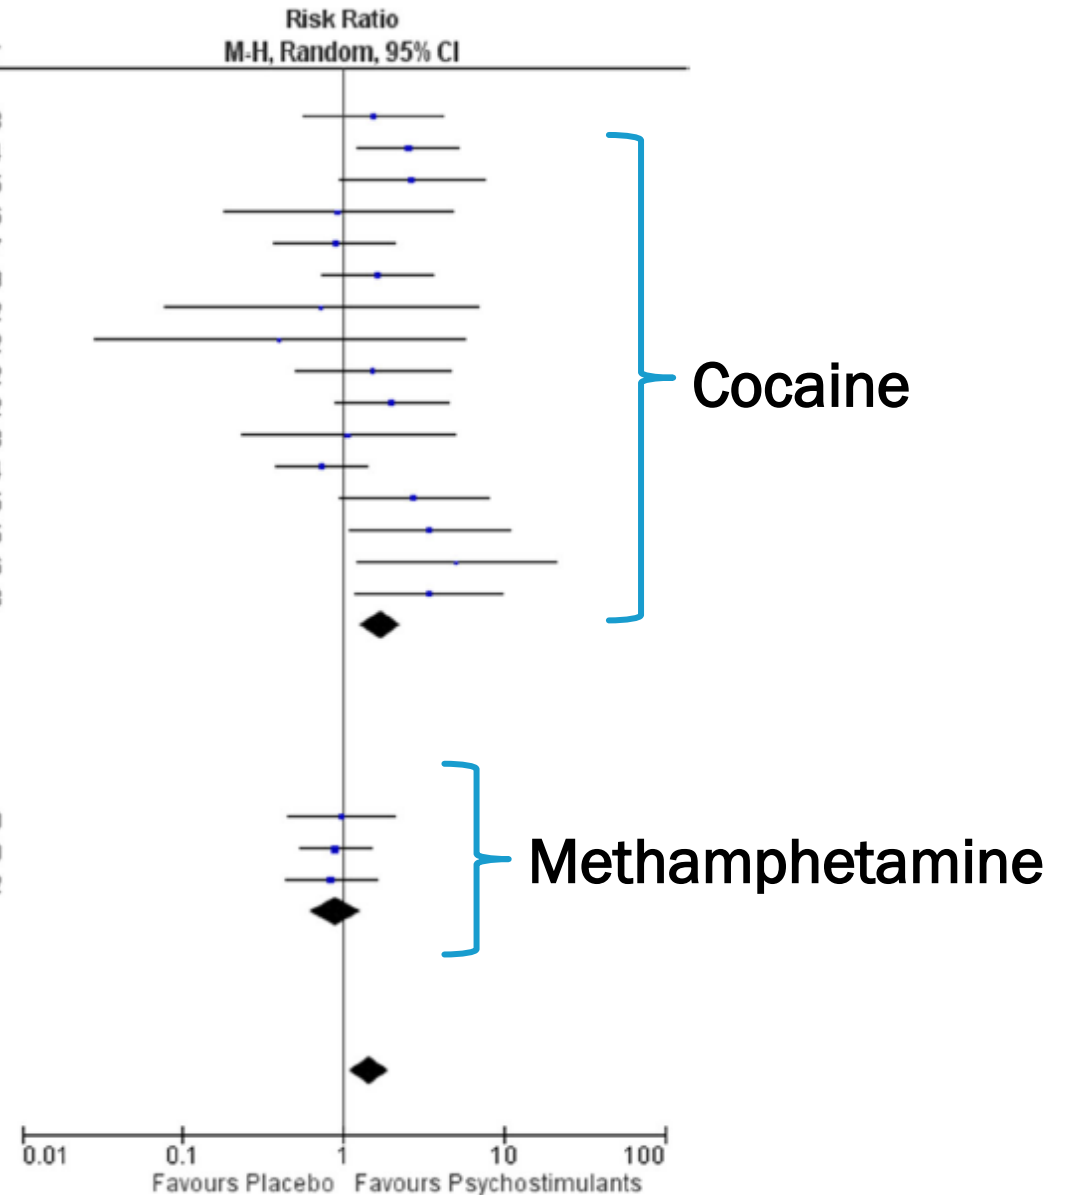 Risk Ratio
M-H, Random, 95% CI
Cocaine
Methamphetamine
0.01 0.1 1 10 100
Favours Placebo Favours Psychostimulants